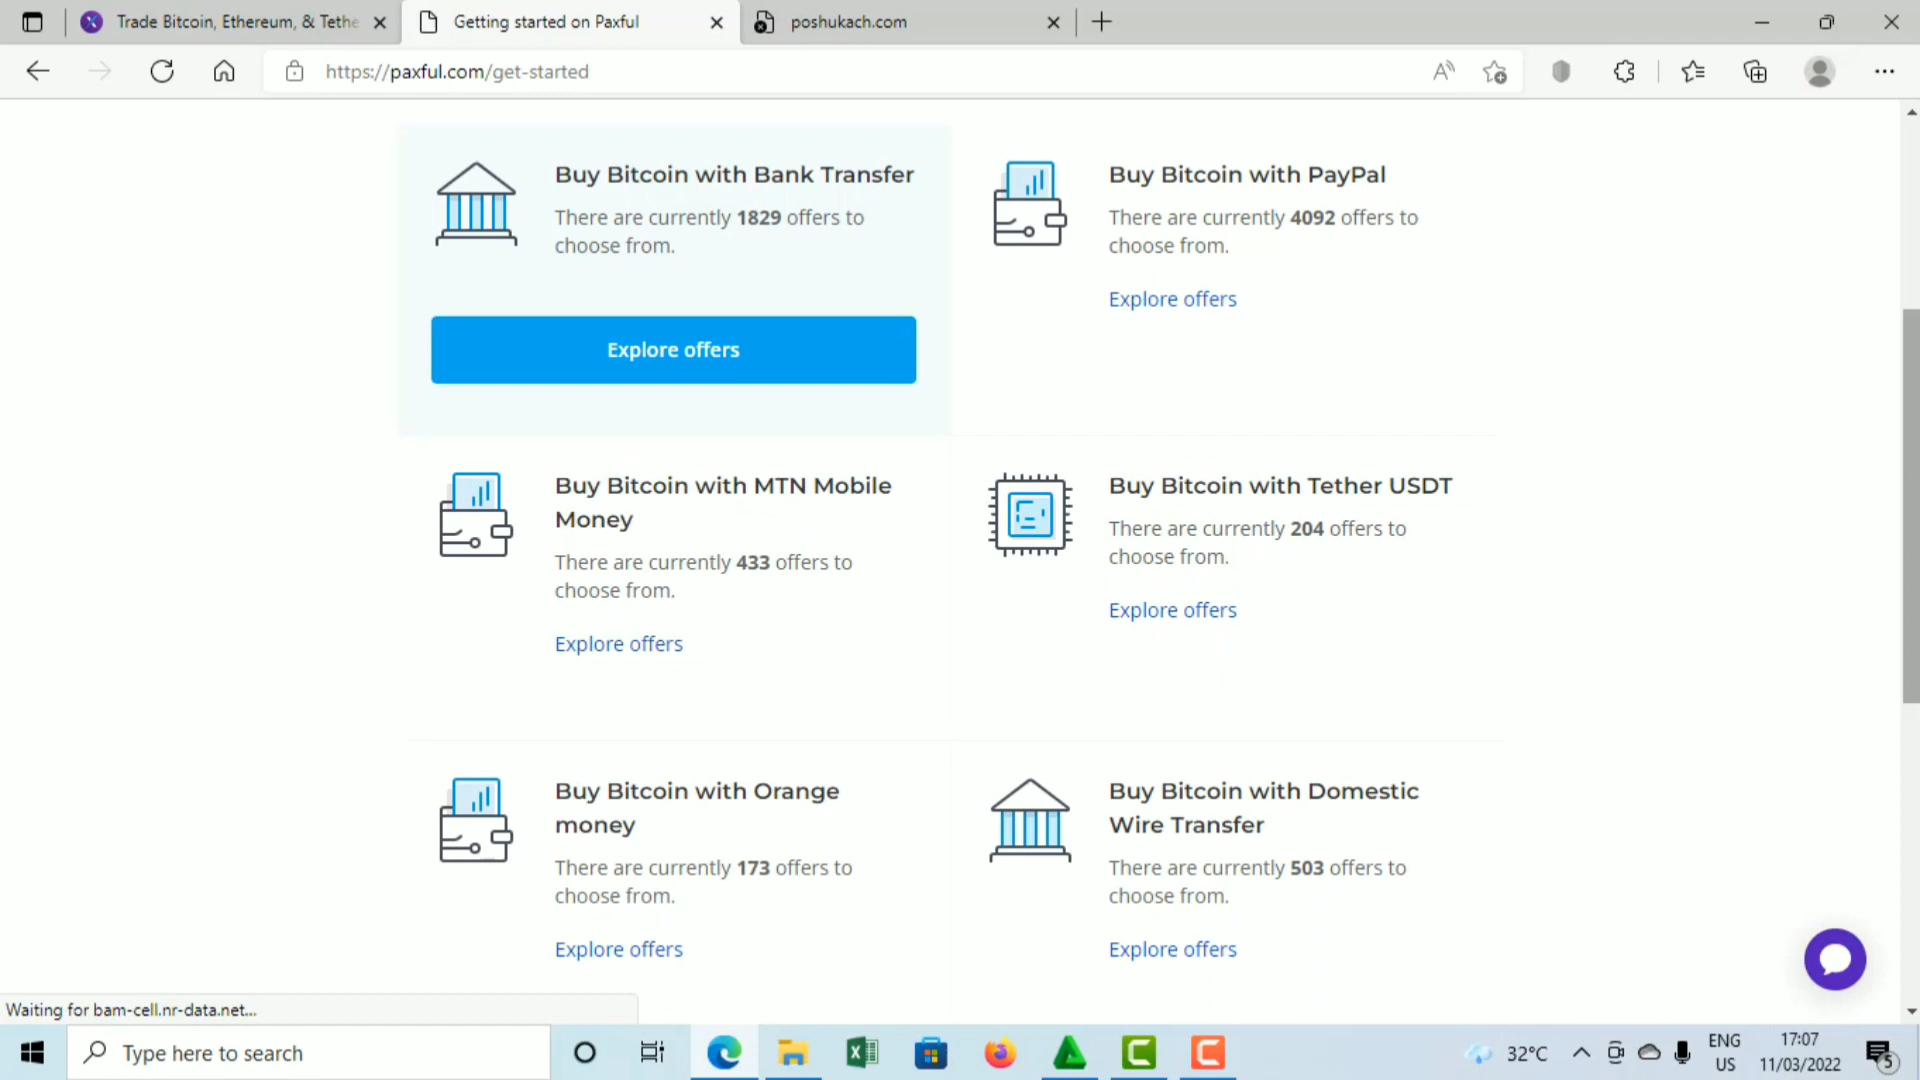 Trade Bitcoin, Ethereum, & Tethe
Getting started on Paxful
poshukach.com
https://paxful.com/get-started
Buy Bitcoin with Bank Transfer
There are currently 1829 offers to
choose from.
Explore offers
Buy Bitcoin with PayPal
There are currently 4092 offers to
choose from.
Explore offers
Buy Bitcoin with MTN Mobile
Money
There are currently 433 offers to
choose from.
Explore offers
Buy Bitcoin with Tether USDT
There are currently 204 offers to
choose from.
Explore offers
Buy Bitcoin with Orange
money
There are currently 173 offers to
choose from.
Explore offers
Buy Bitcoin with Domestic
Wire Transfer
There are currently 503 offers to
choose from.
Explore offers
Waiting for bam-cell.nr-data.net...
Type here to search
32°C
ENG
US
17:07
11/03/2022
5